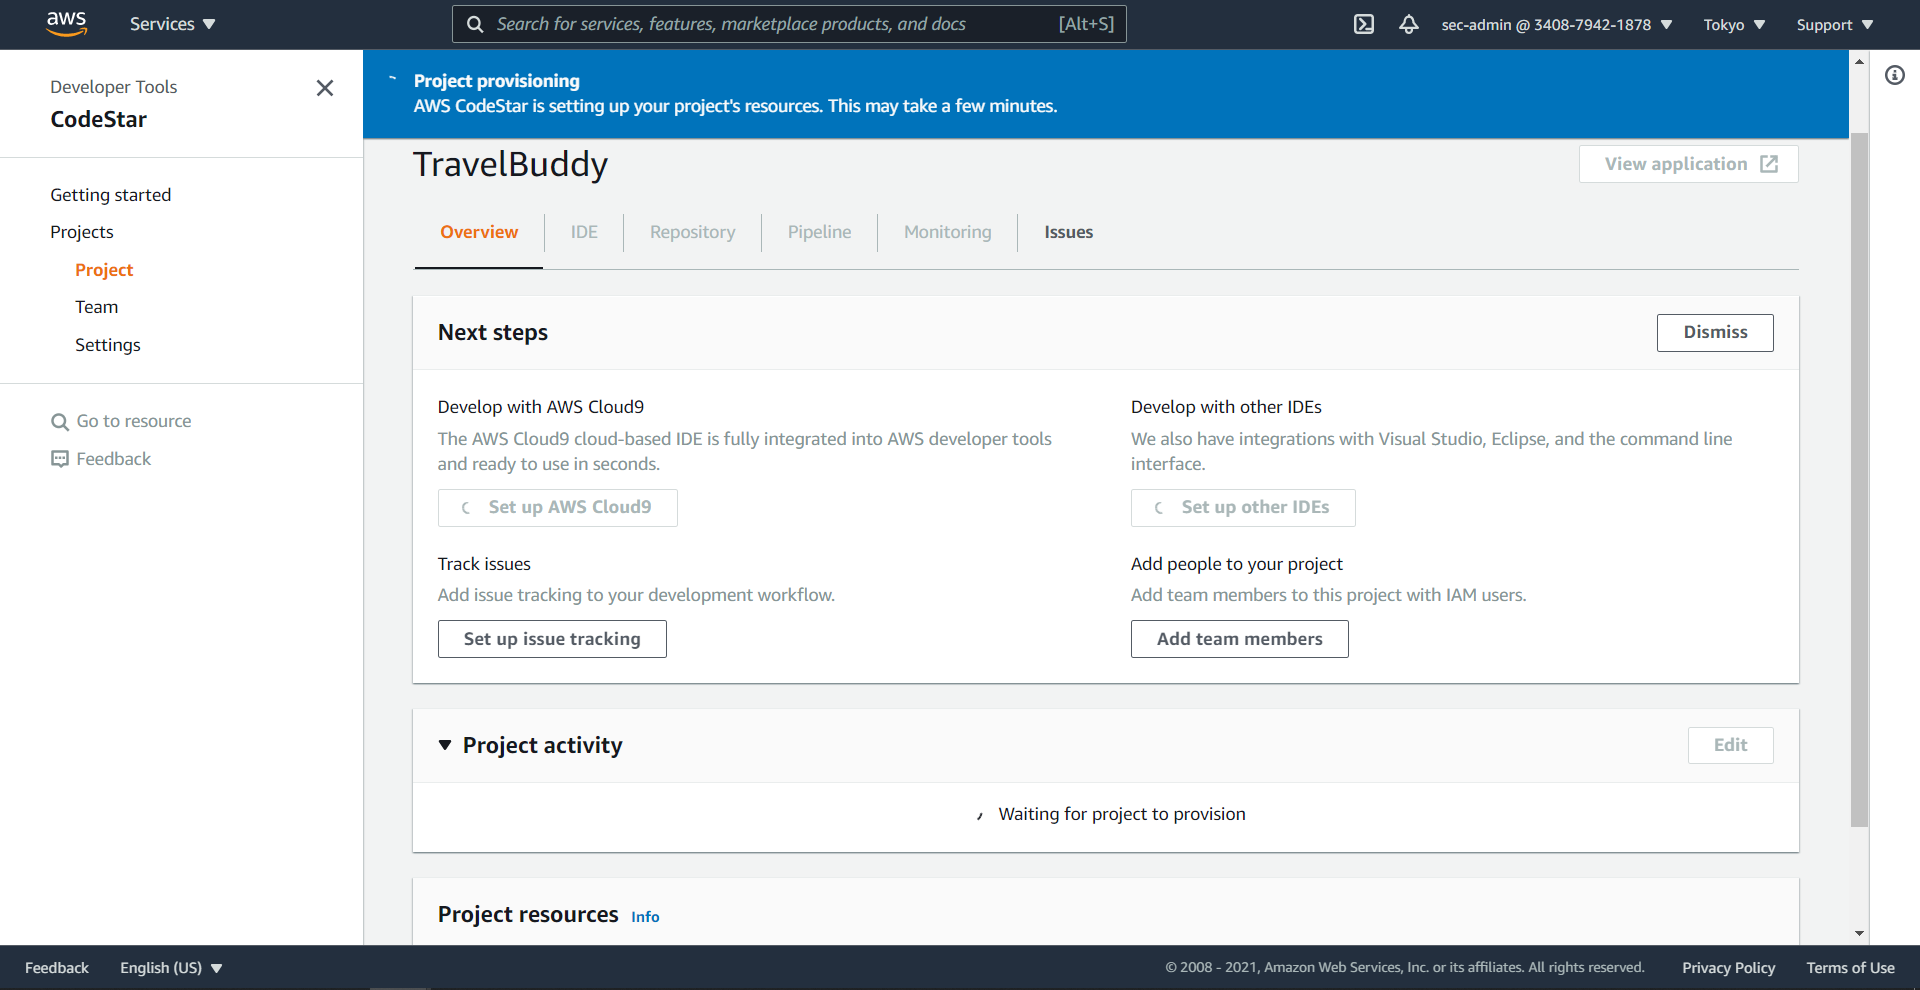 aws
Services
Search for services, features, marketplace products, and docs [Alt+S]
sec-admin @ 3408-7942-1878
Tokyo
Support
Developer Tools
CodeStar
Getting started
Projects
Project
Team
Settings
Go to resource
Feedback
Project provisioning
AWS CodeStar is setting up your project's resources. This may take a few minutes.
TravelBuddy
View application
Overview
IDE
Repository
Pipeline
Monitoring
Issues
Next steps
Dismiss
Develop with AWS Cloud9
The AWS Cloud9 cloud-based IDE is fully integrated into AWS developer tools
and ready to use in seconds.
Set up AWS Cloud9
Develop with other IDEs
We also have integrations with Visual Studio, Eclipse, and the command line
interface.
Set up other IDEs
Track issues
Add issue tracking to your development workflow.
Set up issue tracking
Add people to your project
Add team members to this project with IAM users.
Add team members
Project activity
Edit
Waiting for project to provision
Project resources Info
Feedback
English (US)
© 2008 - 2021, Amazon Web Services, Inc. or its affiliates. All rights reserved.
Privacy Policy
Terms of Use